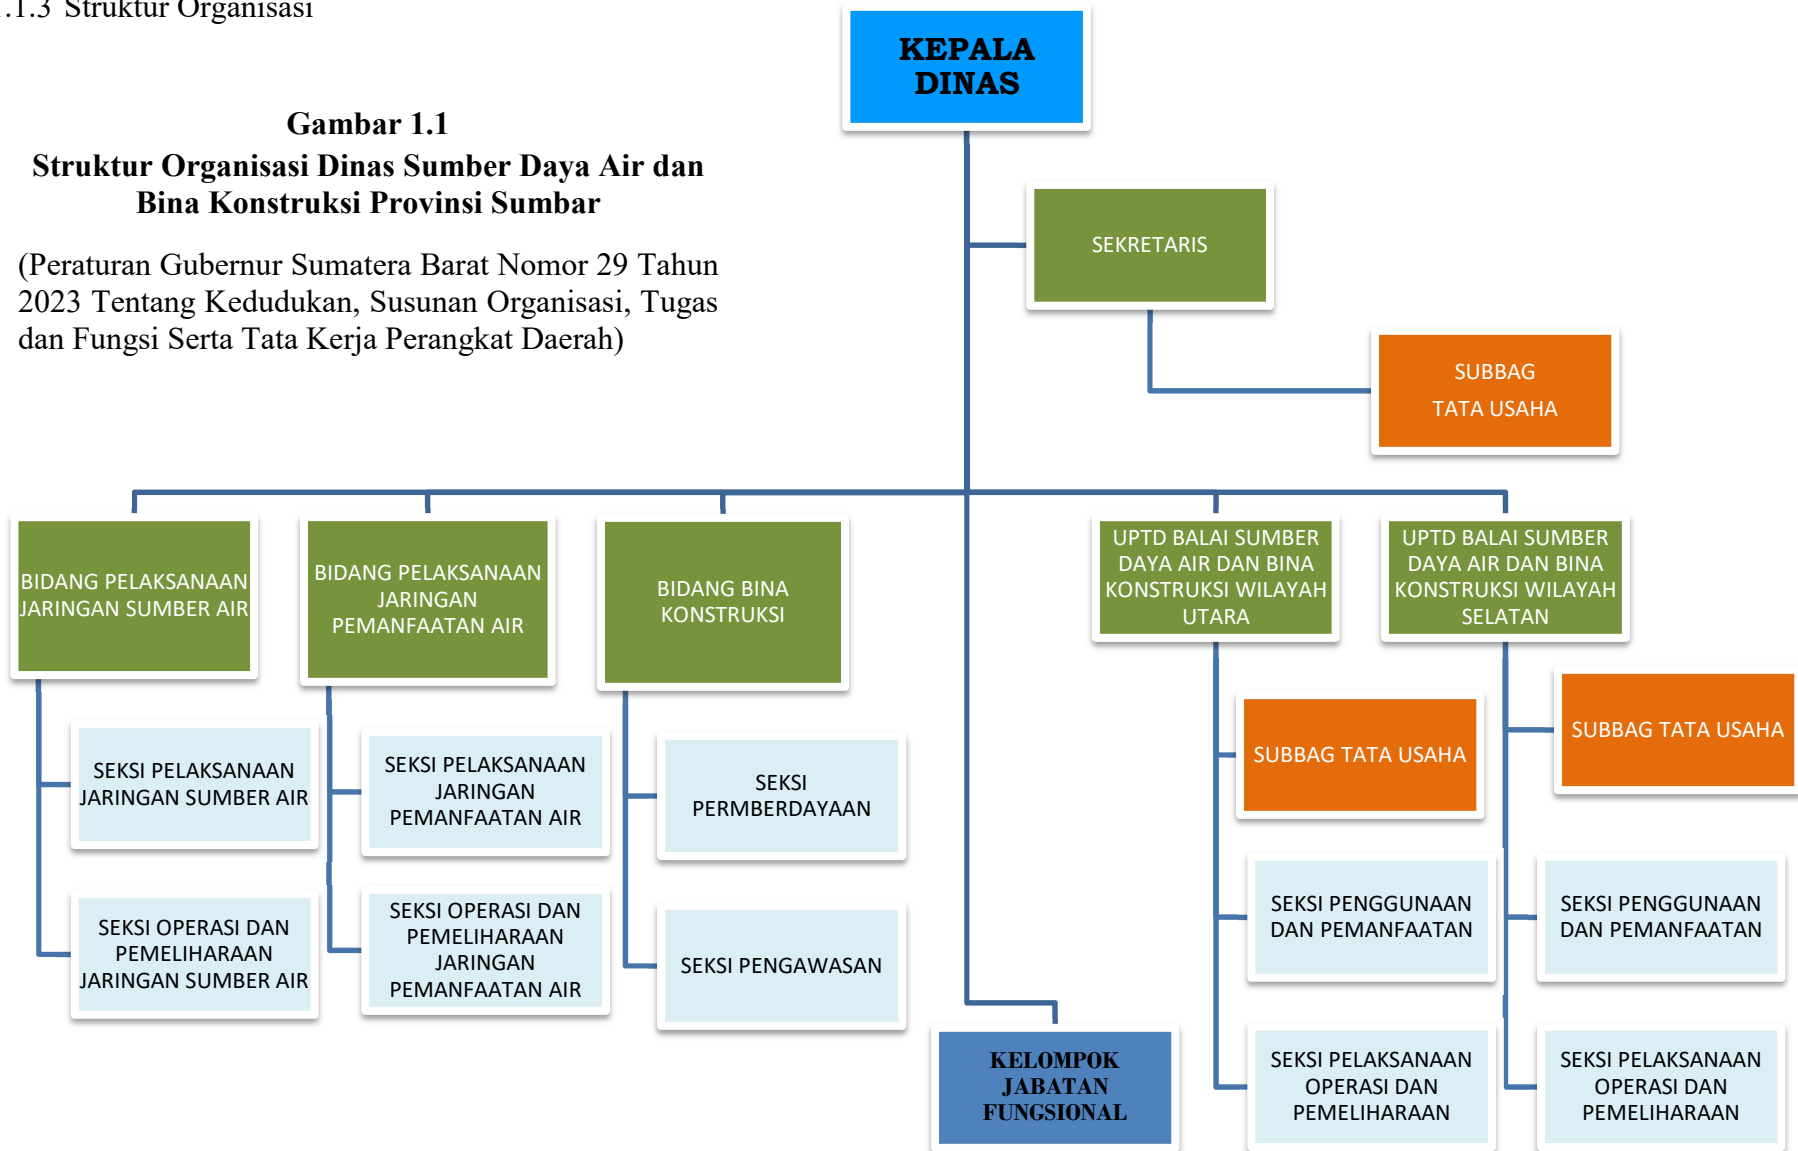 .1.3 Struktur Organisasi
KEPALA
DINAS
Gambar 1.1
Struktur Organisasi Dinas Sumber Daya Air dan
Bina Konstruksi Provinsi Sumbar
(Peraturan Gubernur Sumatera Barat Nomor 29 Tahun
2023 Tentang Kedudukan, Susunan Organisasi, Tugas
dan Fungsi Serta Tata Kerja Perangkat Daerah)
SEKRETARIS
SUBBAG
TATA USAHA
BIDANG PELAKSANAAN
JARINGAN SUMBER AIR
BIDANG PELAKSANAAN
JARINGAN
PEMANFAATAN AIR
BIDANG BINA
KONSTRUKSI
UPTD BALAI SUMBER
DAYA AIR DAN BINA
KONSTRUKSI WILAYAH
UTARA
UPTD BALAI SUMBER
DAYA AIR DAN BINA
KONSTRUKSI WILAYAH
SELATAN
SEKSI PELAKSANAAN
JARINGAN SUMBER AIR
SEKSI PELAKSANAAN
JARINGAN
PEMANFAATAN AIR
SEKSI
PERMBERDAYAAN
SUBBAG TATA USAHA
SUBBAG TATA USAHA
SEKSI OPERASI DAN
PEMELIHARAAN
JARINGAN SUMBER AIR
SEKSI OPERASI DAN
PEMELIHARAAN
JARINGAN
PEMANFAATAN AIR
SEKSI PENGAWASAN
SEKSI PENGGUNAAN
DAN PEMANFAATAN
SEKSI PENGGUNAAN
DAN PEMANFAATAN
KELOMPOK
JABATAN
FUNGSIONAL
SEKSI PELAKSANAAN
OPERASI DAN
PEMELIHARAAN
SEKSI PELAKSANAAN
OPERASI DAN
PEMELIHARAAN